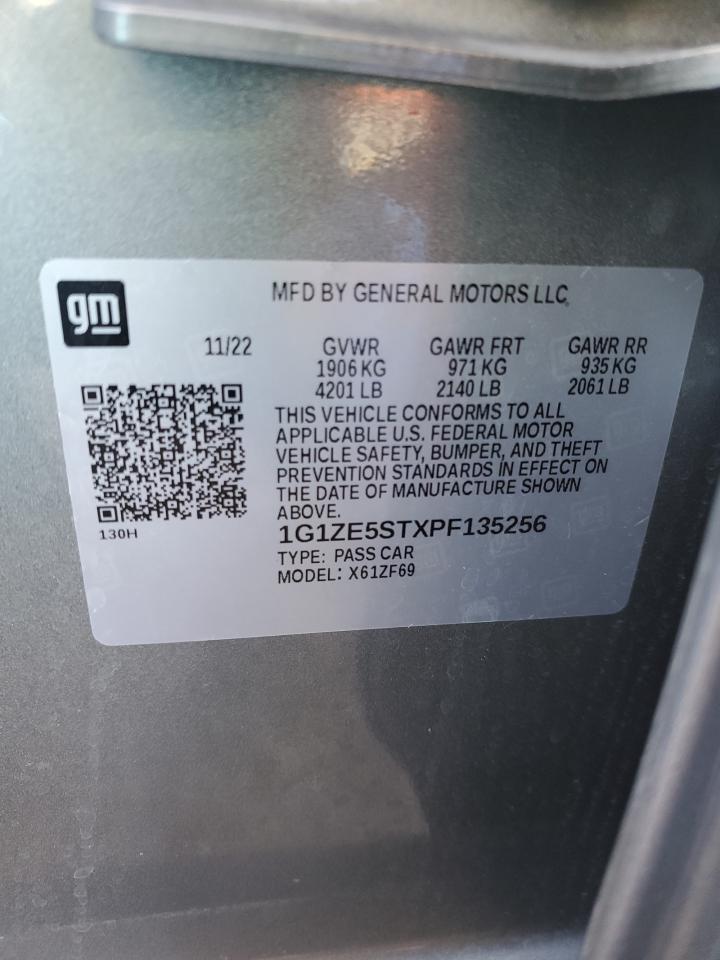 gm
MFD BY GENERAL MOTORS LLC
11/22 GVWR GAWR FRT GAWR RR
1906 KG 971 KG 935 KG
4201 LB 2140 LB 2061 LB
THIS VEHICLE CONFORMS TO ALL
APPLICABLE U.S. FEDERAL MOTOR
VEHICLE SAFETY, BUMPER, AND THEFT
PREVENTION STANDARDS IN EFFECT ON
THE DATE OF MANUFACTURE SHOWN
ABOVE.
130H
1G1ZE5STXPF135256
TYPE: PASS CAR
MODEL: X61ZF69